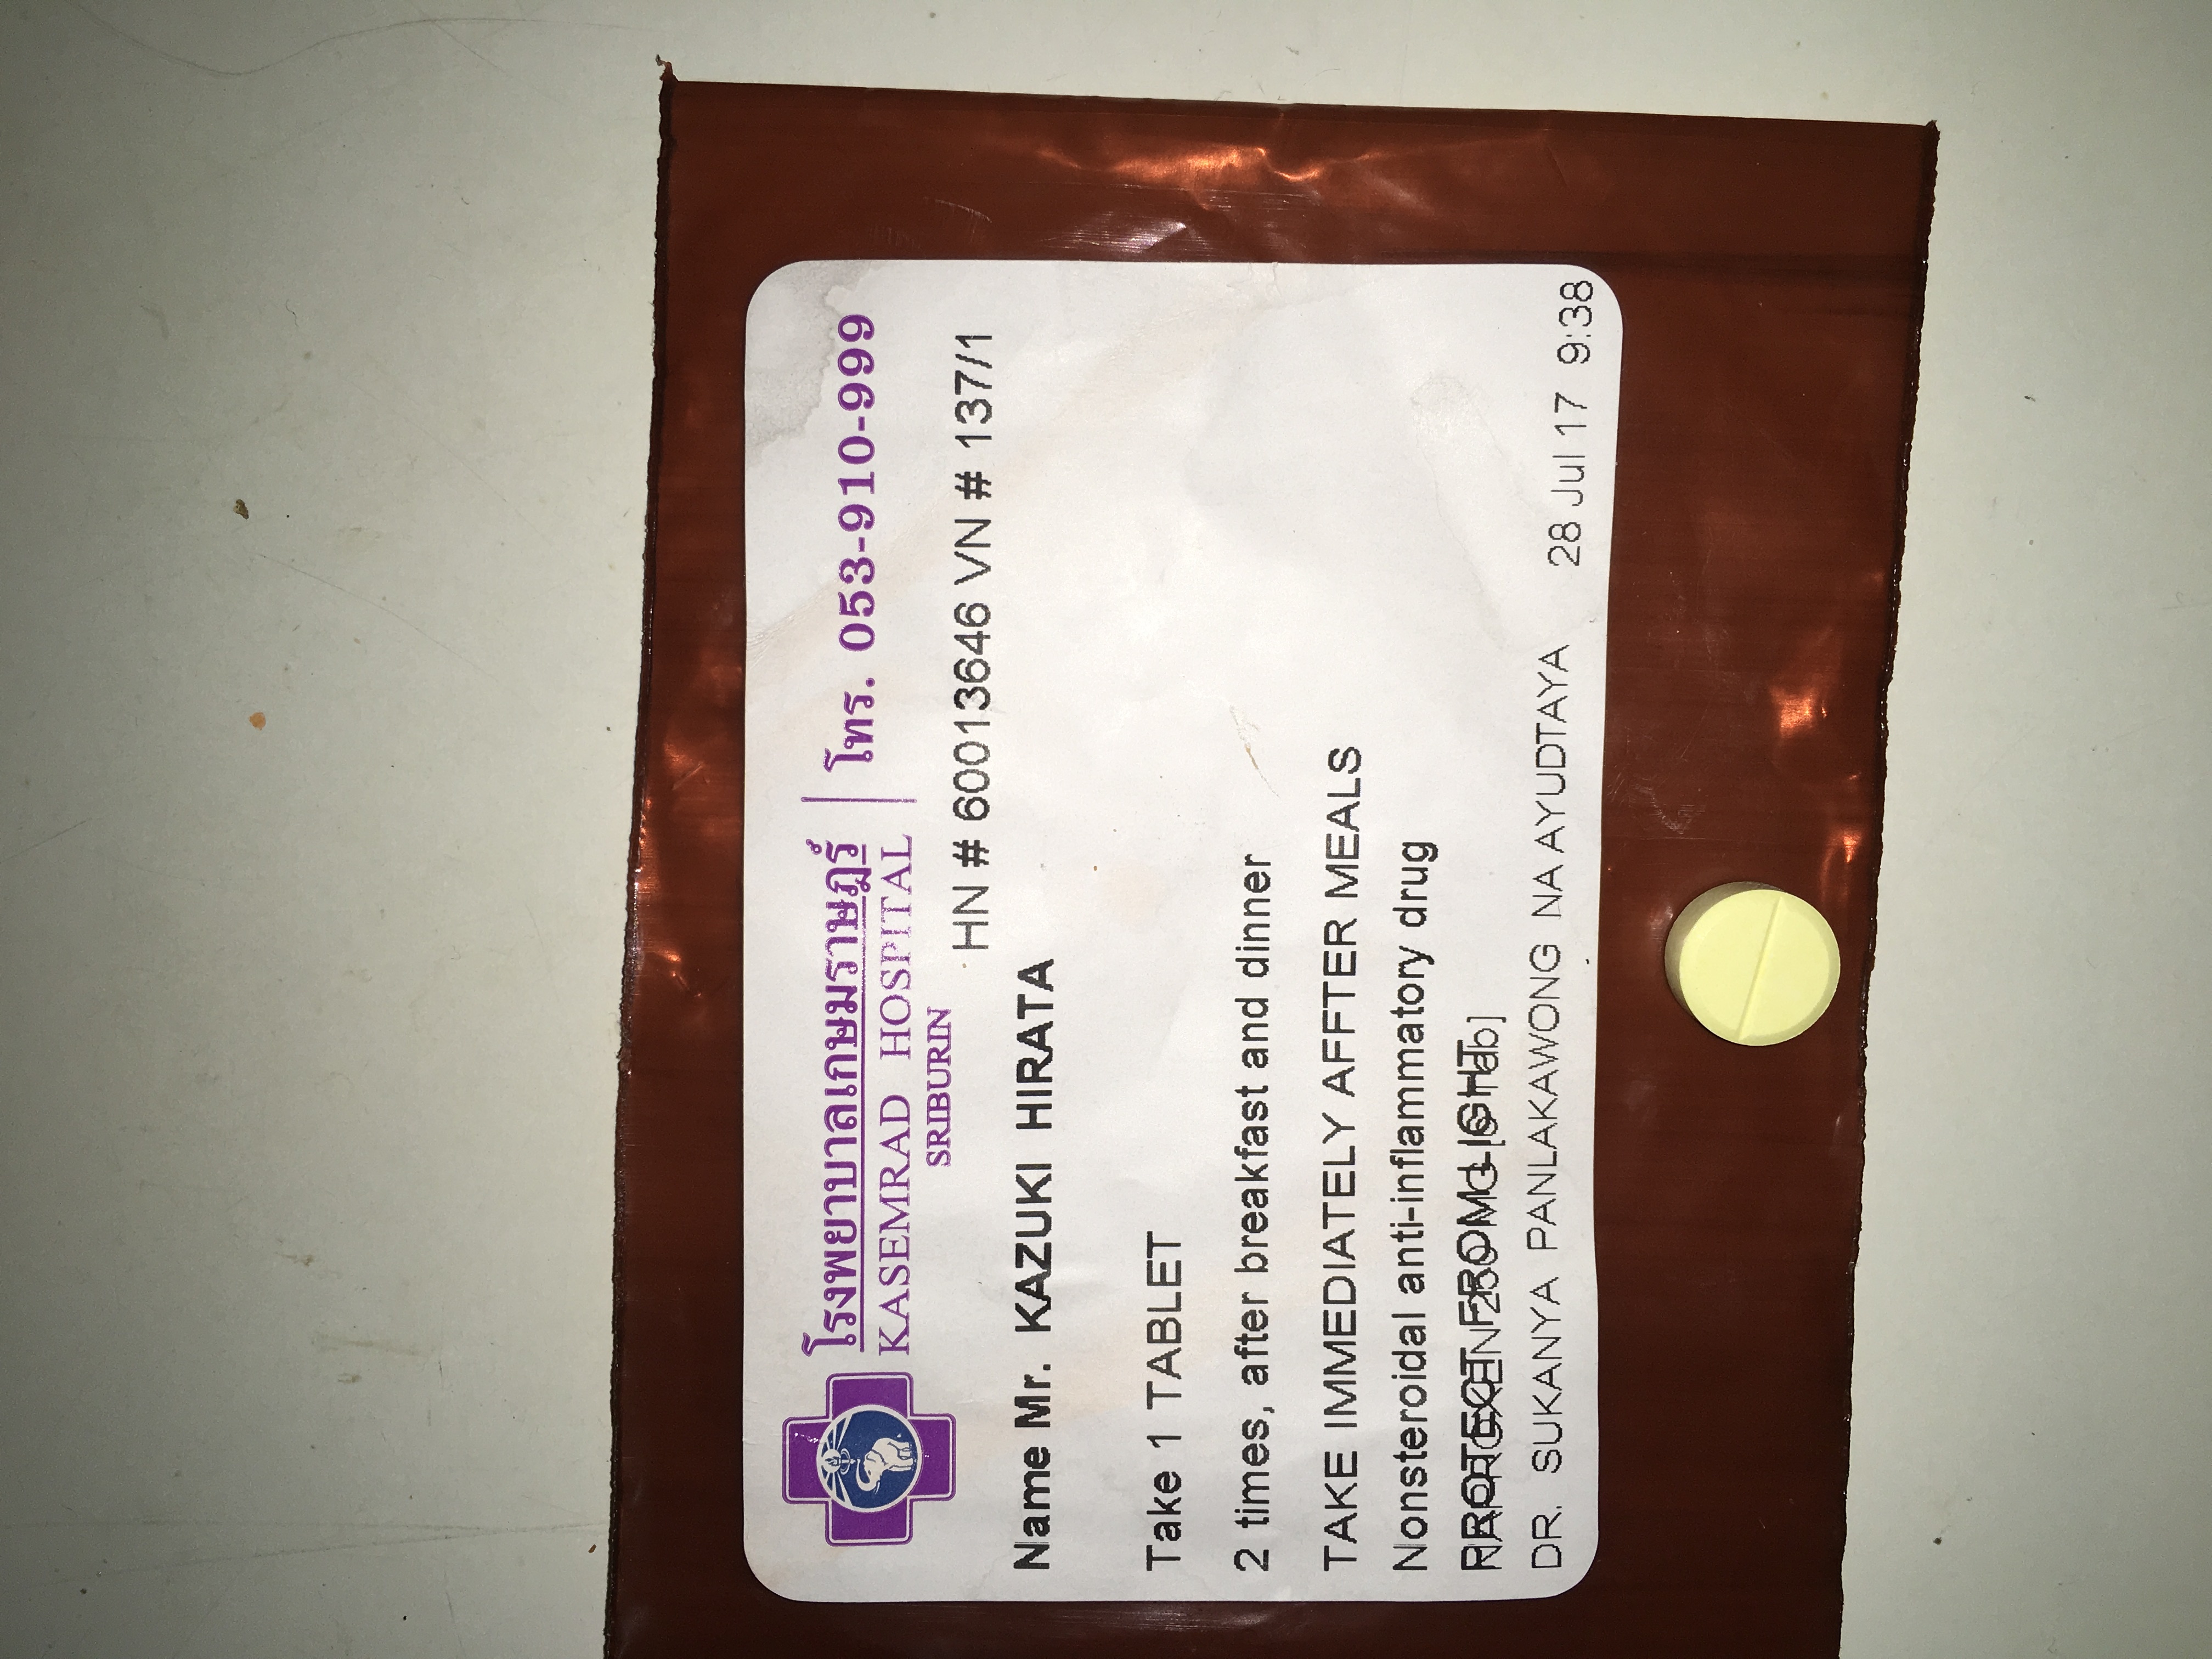 โรงพยาบาลเกษมราษฎร์
KASEMRAD HOSPITAL
SRIBURIN
โทร. 053-910-999
HN # 60013646 VN # 137/1
Name Mr. KAZUKI HIRATA
Take 1 TABLET
2 times, after breakfast and dinner
TAKE IMMEDIATELY AFFTER MEALS
Nonsteroidal anti-inflammatory drug
PROTECT FROM LIGHT
NAPROXEN 250 MG
DR. SUKANYA PANLAKAWONG NA AYUDTAYA
28 Jul 17 9:38